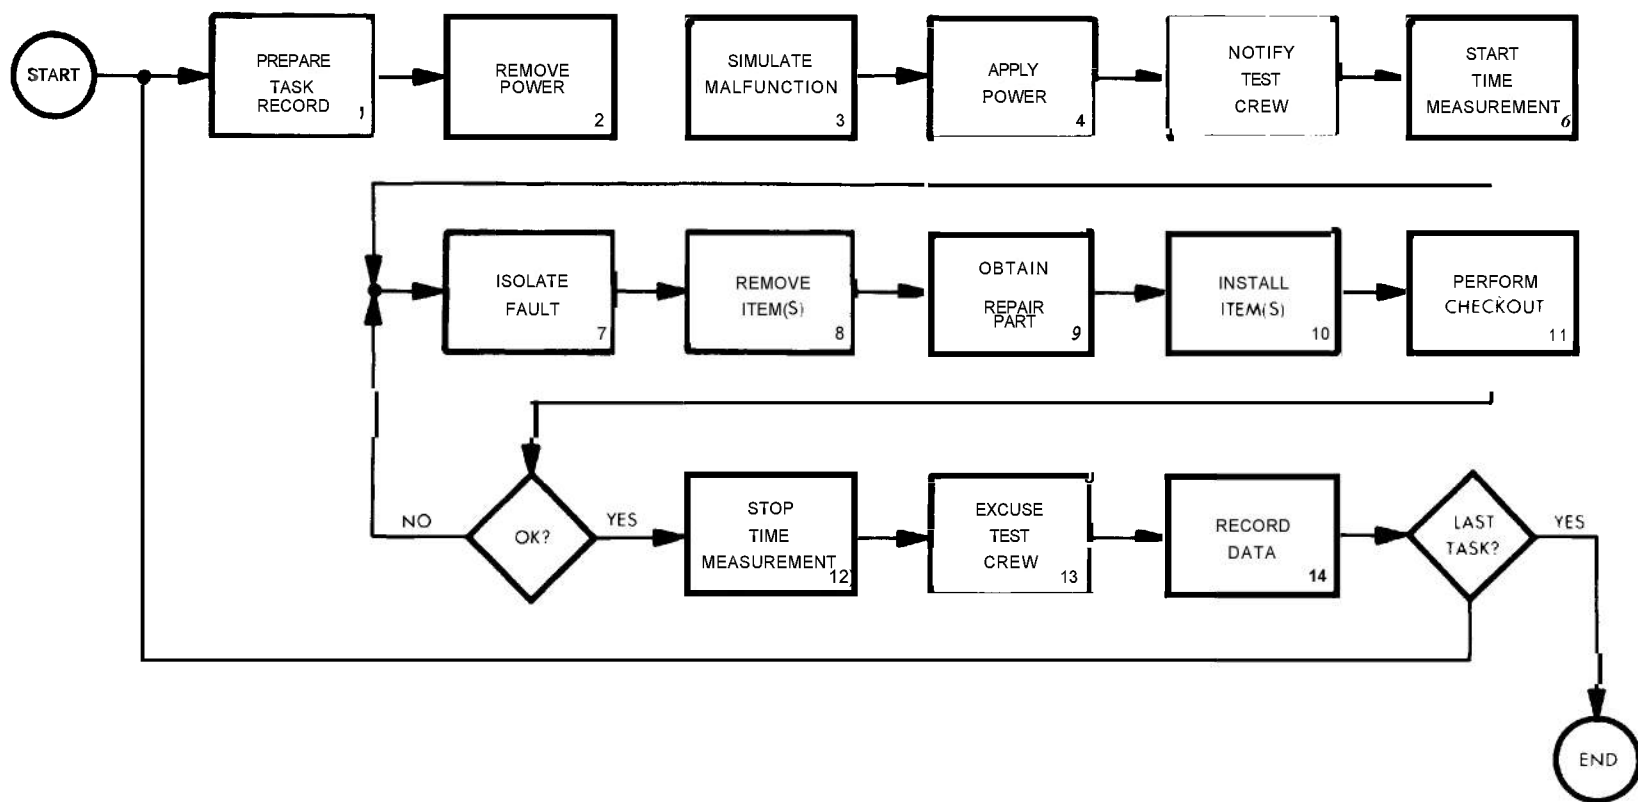 START
PREPARE
TASK
RECORD
1
REMOVE
POWER
2
SIMULATE
MALFUNCTION
3
APPLY
POWER
4
NOTIFY
TEST
CREW
START
TIME
MEASUREMENT
6
ISOLATE
FAULT
7
REMOVE
ITEM(S)
8
OBTAIN
REPAIR
PART
9
INSTALL
ITEM(S)
10
PERFORM
CHECKOUT
11
NO
OK?
YES
STOP
TIME
MEASUREMENT
12)
EXCUSE
TEST
CREW
13
RECORD
DATA
14
LAST
TASK?
YES
END